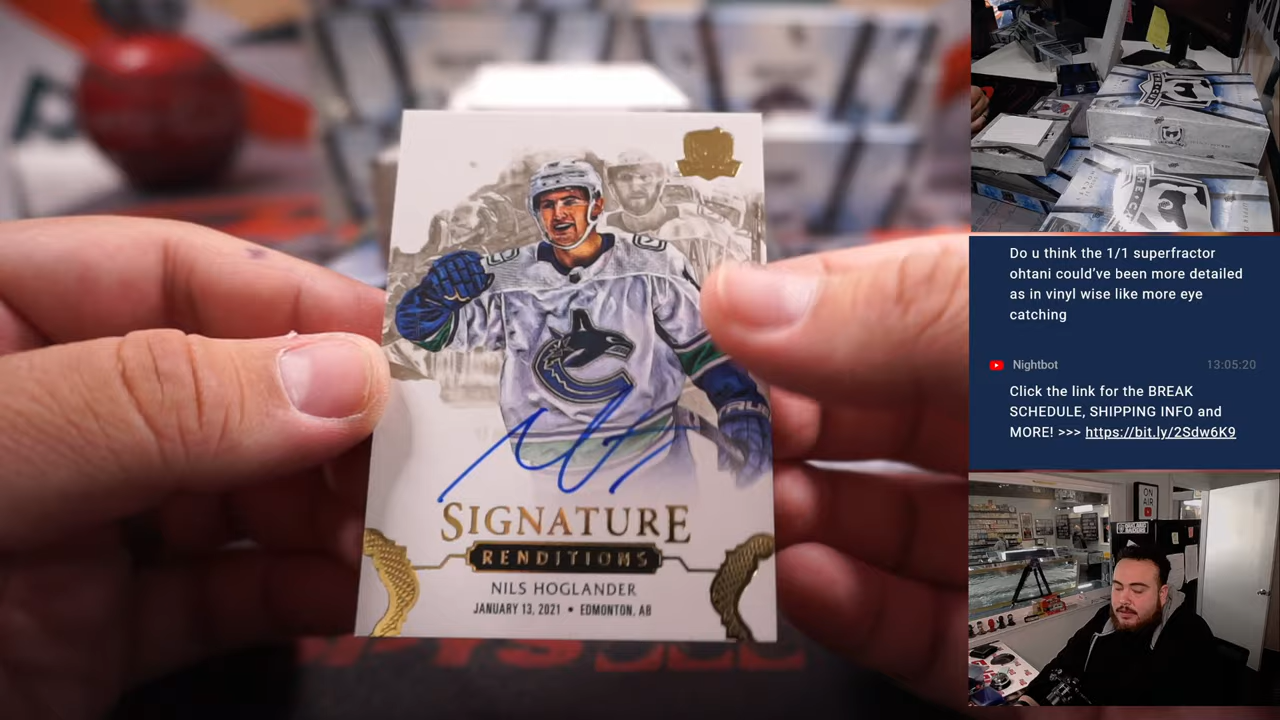 SIGNATURE
RENDITIONS
NILS HOGLANDER
JANUARY 13, 2021 • EDMONTON, AB
Do u think the 1/1 superfractor
ohtani could’ve been more detailed
as in vinyl wise like more eye
catching
Nightbot 13:05:20
Click the link for the BREAK
SCHEDULE, SHIPPING INFO and
MORE! >>> https://bit.ly/2Sdw6K9
ON
AIR